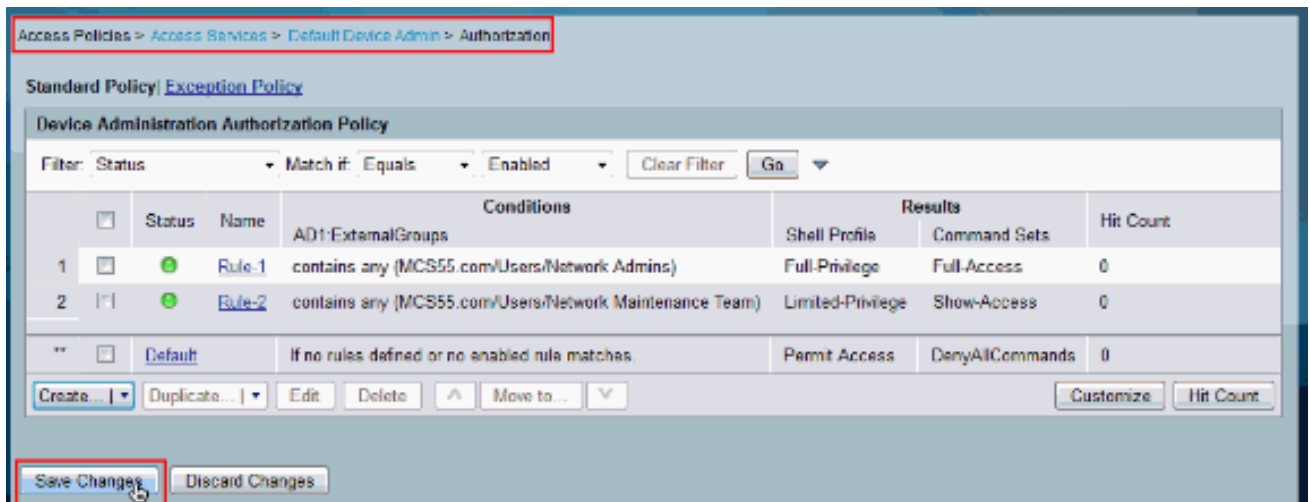 Access Policies > Access Services > Default Device Admin > Authorization
Standard Policy| Exception Policy
Device Administration Authorization Policy
Filter: Status Match if: Equals Enabled Clear Filter Go
Status Name Conditions Results Hit Count
AD1:ExternalGroups Shell Profile Command Sets
1 Rule-1 contains any (MCS55.com/Users/Network Admins) Full-Privilege Full-Access 0
2 Rule-2 contains any (MCS55.com/Users/Network Maintenance Team) Limited-Privilege Show-Access 0
** Default If no rules defined or no enabled rule matches. Permit Access DenyAllCommands 0
Create... | Duplicate... | Edit Delete Move to... Customize Hit Count
Save Changes Discard Changes